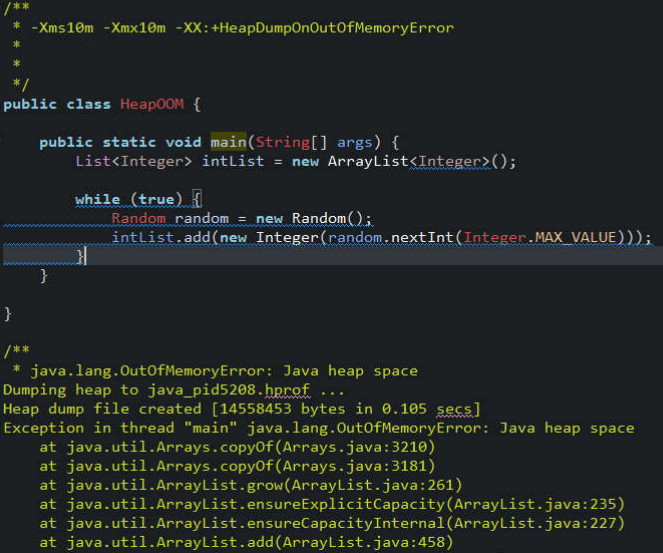 /**
 * -Xms10m -Xmx10m -XX:+HeapDumpOnOutOfMemoryError
 *
 *
 */
public class HeapOOM {
    public static void main(String[] args) {
        List<Integer> intList = new ArrayList<Integer>();
        while (true) {
            Random random = new Random();
            intList.add(new Integer(random.nextInt(Integer.MAX_VALUE)));
        }
    }
}
/**
 * java.lang.OutOfMemoryError: Java heap space
Dumping heap to java_pid5208.hprof ...
Heap dump file created [14558453 bytes in 0.105 secs]
Exception in thread "main" java.lang.OutOfMemoryError: Java heap space
    at java.util.Arrays.copyOf(Arrays.java:3210)
    at java.util.Arrays.copyOf(Arrays.java:3181)
    at java.util.ArrayList.grow(ArrayList.java:261)
    at java.util.ArrayList.ensureExplicitCapacity(ArrayList.java:235)
    at java.util.ArrayList.ensureCapacityInternal(ArrayList.java:227)
    at java.util.ArrayList.add(ArrayList.java:458)